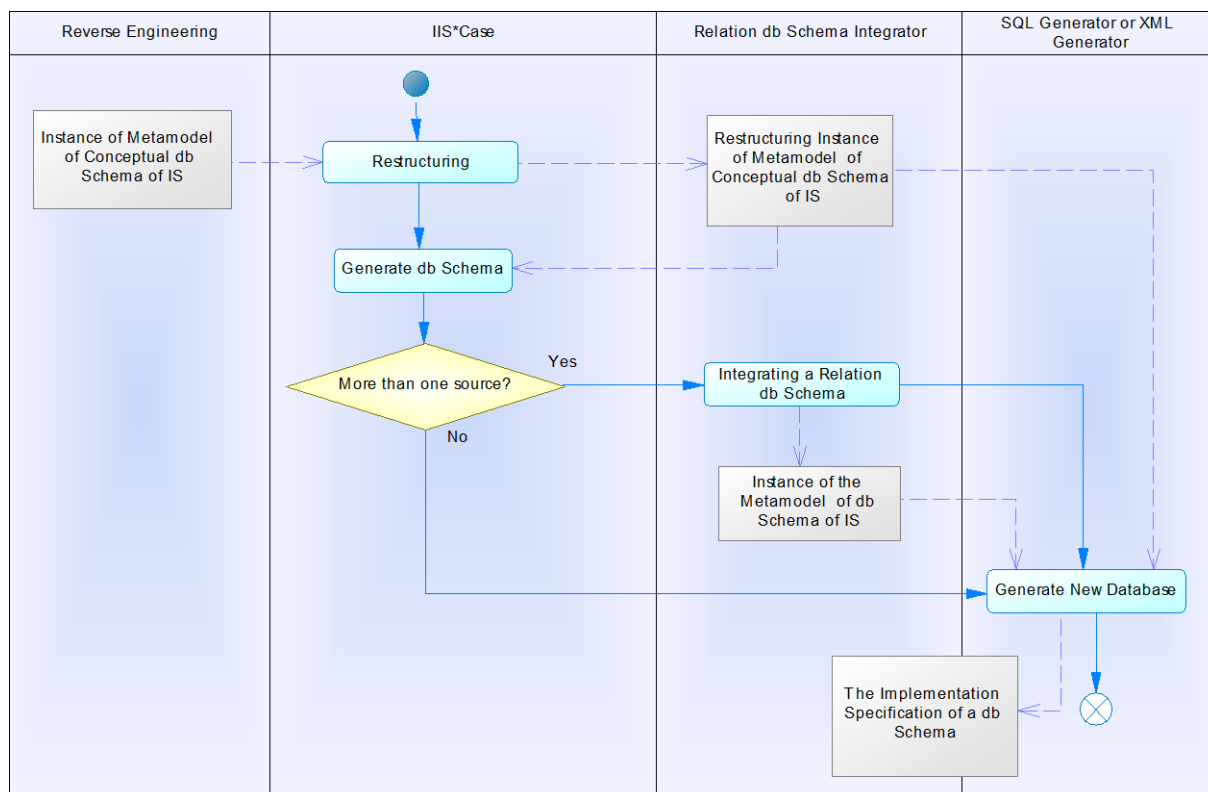 Reverse Engineering
IIS*Case
Relation db Schema Integrator
SQL Generator or XML
Generator
Instance of Metamodel
of Conceptual db
Schema of IS
Restructuring
Restructuring Instance
of Metamodel of
Conceptual db Schema
of IS
Generate db Schema
More than one source?
Yes
No
Integrating a Relation
db Schema
Instance of the
Metamodel of db
Schema of IS
Generate New Database
The Implementation
Specification of a db
Schema